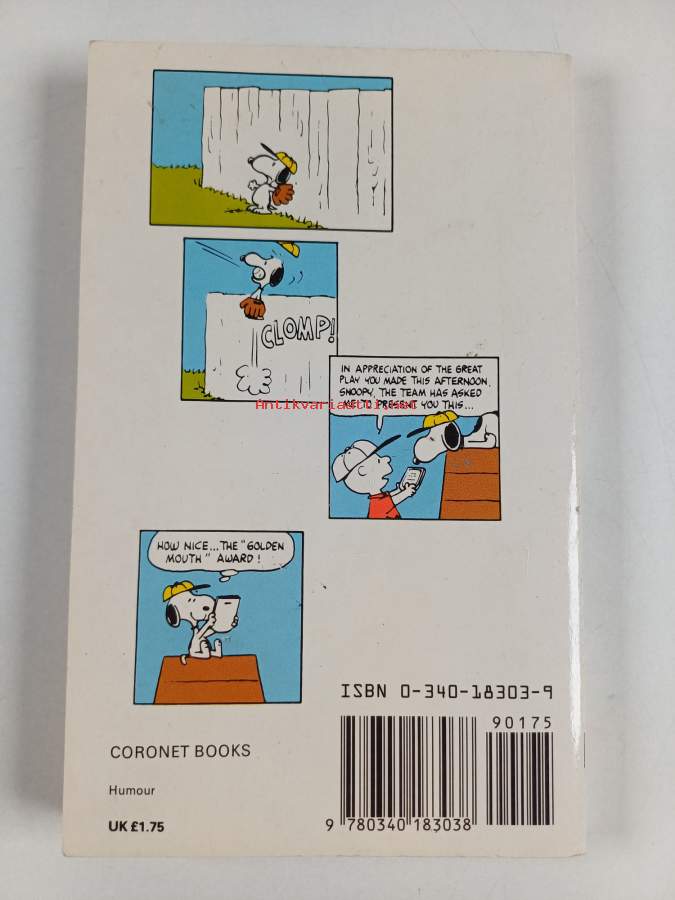 CLOMP!
IN APPRECIATION OF THE GREAT
PLAY YOU MADE THIS AFTERNOON,
SNOOPY, THE TEAM HAS ASKED
ME TO PRESENT YOU THIS...
Antikvariaatti.net
HOW NICE... THE "GOLDEN
MOUTH" AWARD!
ISBN 0-340-18303-9
90175
CORONET BOOKS
Humour
UK £1.75
9 780340 183038